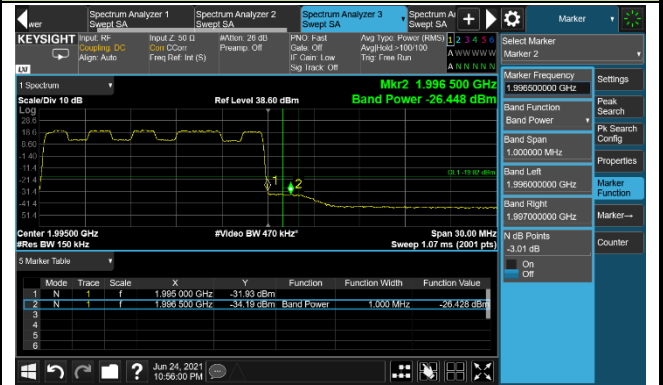 wer
Spectrum Analyzer 1
Swept SA
Spectrum Analyzer 2
Swept SA
Spectrum Analyzer 3
Swept SA
Spectrum A
Swept SA
Marker
KEYSIGHT
Input: RF
Coupling: DC
Align: Auto
Input Z: 50 Ω
Corr CCorr
Freq Ref: Int (S)
#Atten: 26 dB
Preamp: Off
PNO: Fast
Gate: Off
IF Gain: Low
Sig Track: Off
Avg Type: Power (RMS)
Avg|Hold:>100/100
Trig: Free Run
1 2 3 4 5 6
A W W W W W
A N N N N N
LXI
1 Spectrum
Scale/Div 10 dB
Log
Ref Level 38.60 dBm
Mkr2 1.996 500 GHz
Band Power -26.448 dBm
28.6
18.6
8.60
-1.40
-11.4
-21.4
-31.4
-41.4
-51.4
1
2
Center 1.99500 GHz
#Res BW 150 kHz
#Video BW 470 kHz*
Span 30.00 MHz
Sweep 1.07 ms (2001 pts)
5 Marker Table
Mode Trace Scale X Y Function Function Width Function Value
1 N 1 f 1.995 000 GHz -31.93 dBm
2 N 1 f 1.996 500 GHz -34.19 dBm Band Power 1.000 MHz -26.428 dBm
3
4
5
6
Jun 24, 2021
10:56:00 PM
Select Marker
Marker 2
Marker Frequency
1.996500000 GHz
Band Function
Band Power
Band Span
1.000000 MHz
Band Left
1.996000000 GHz
Band Right
1.997000000 GHz
N dB Points
-3.01 dB
On
Off
Settings
Peak
Search
Pk Search
Config
Properties
Marker
Function
Marker→
Counter